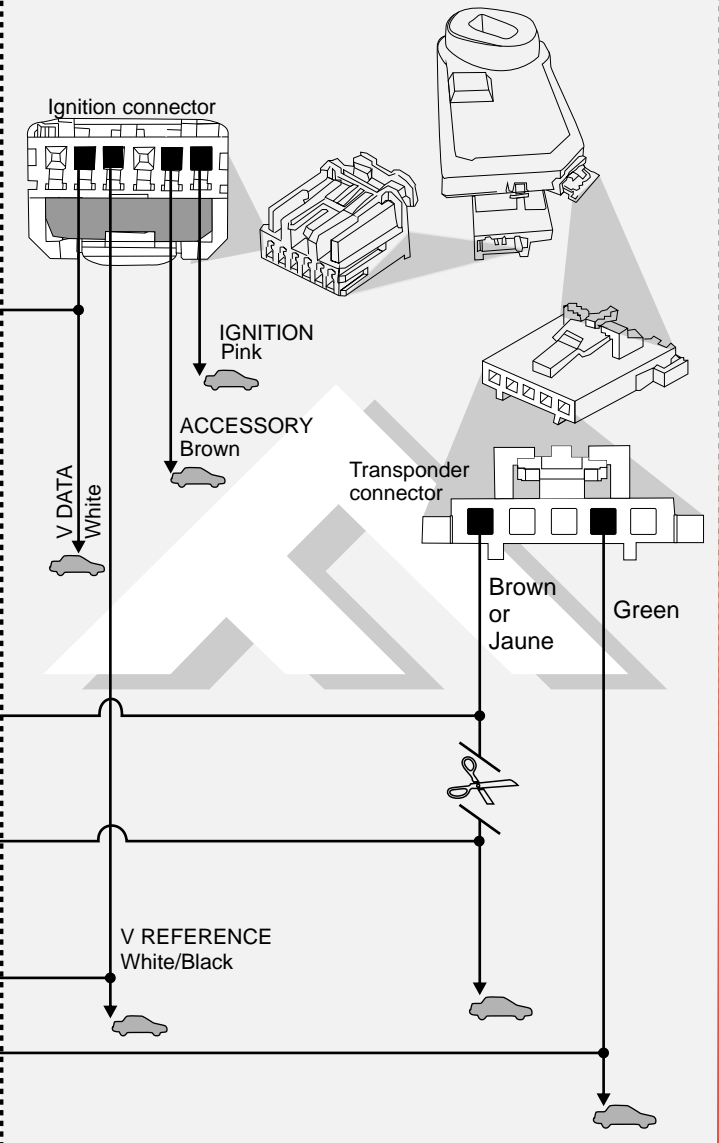 Ignition connector
IGNITION
Pink
ACCESSORY
Brown
V DATA
White
Transponder
connector
Brown
or
Jaune
Green
V REFERENCE
White/Black